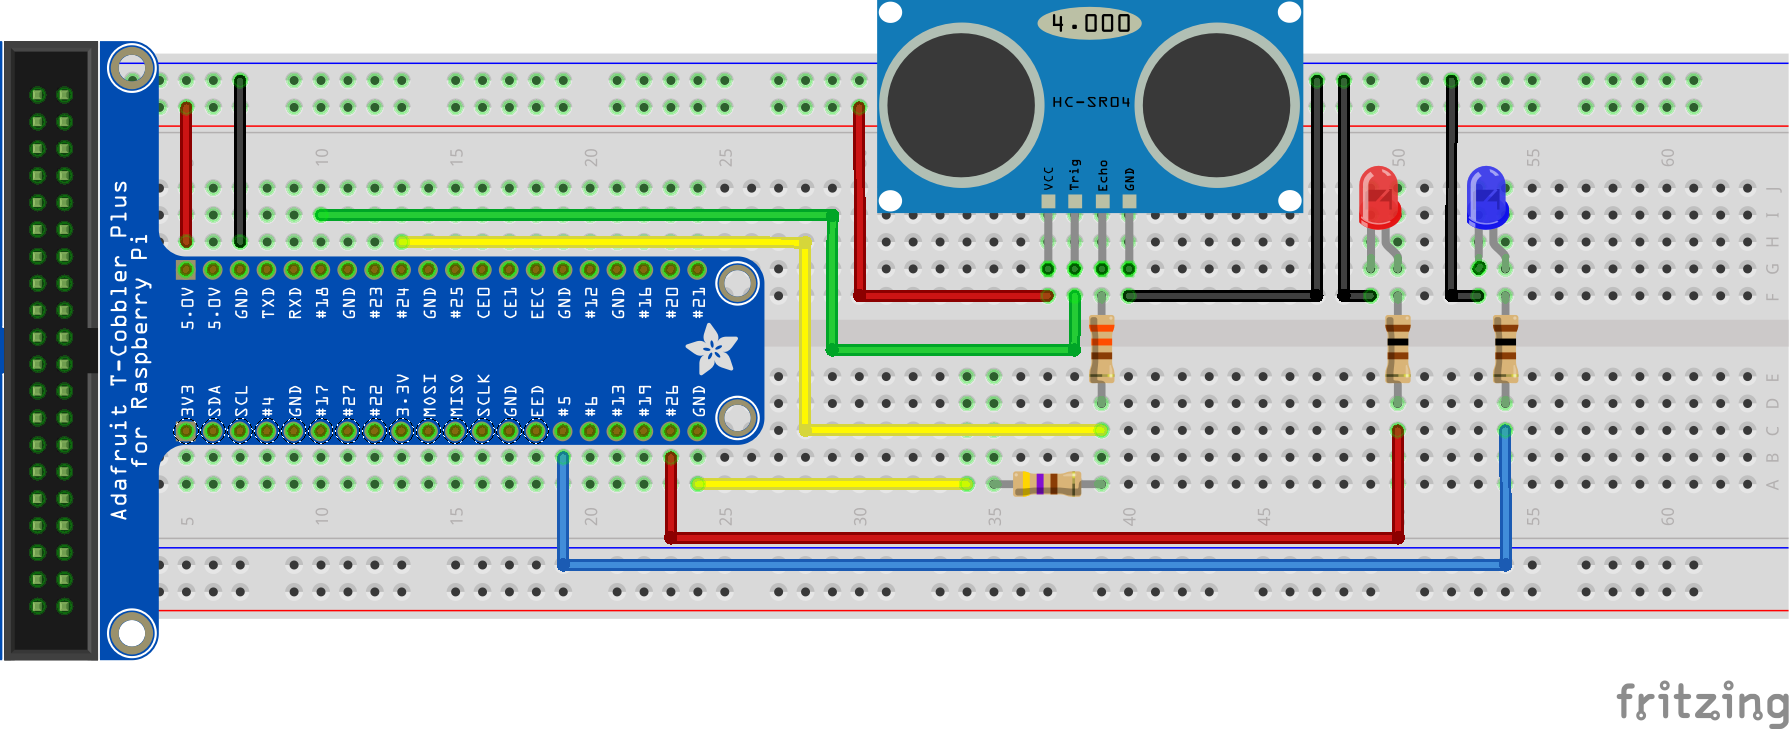 4.000
HC-SR04
VCC
Trig
Echo
GND
10
15
20
25
50
55
60
J
I
H
G
F
Adafruit T-Cobbler Plus
for Raspberry Pi
5.0V
5.0V
GND
TXD
RXD
#18
GND
#23
#24
GND
#25
CE0
CE1
EEC
GND
#12
GND
#16
#20
#21
3V3
SDA
SCL
#4
GND
#17
#27
#22
3.3V
MOSI
MISO
SCLK
GND
EED
#5
#6
#13
#19
#26
GND
E
D
C
B
A
5
10
15
20
25
30
35
40
45
55
60
fritzing